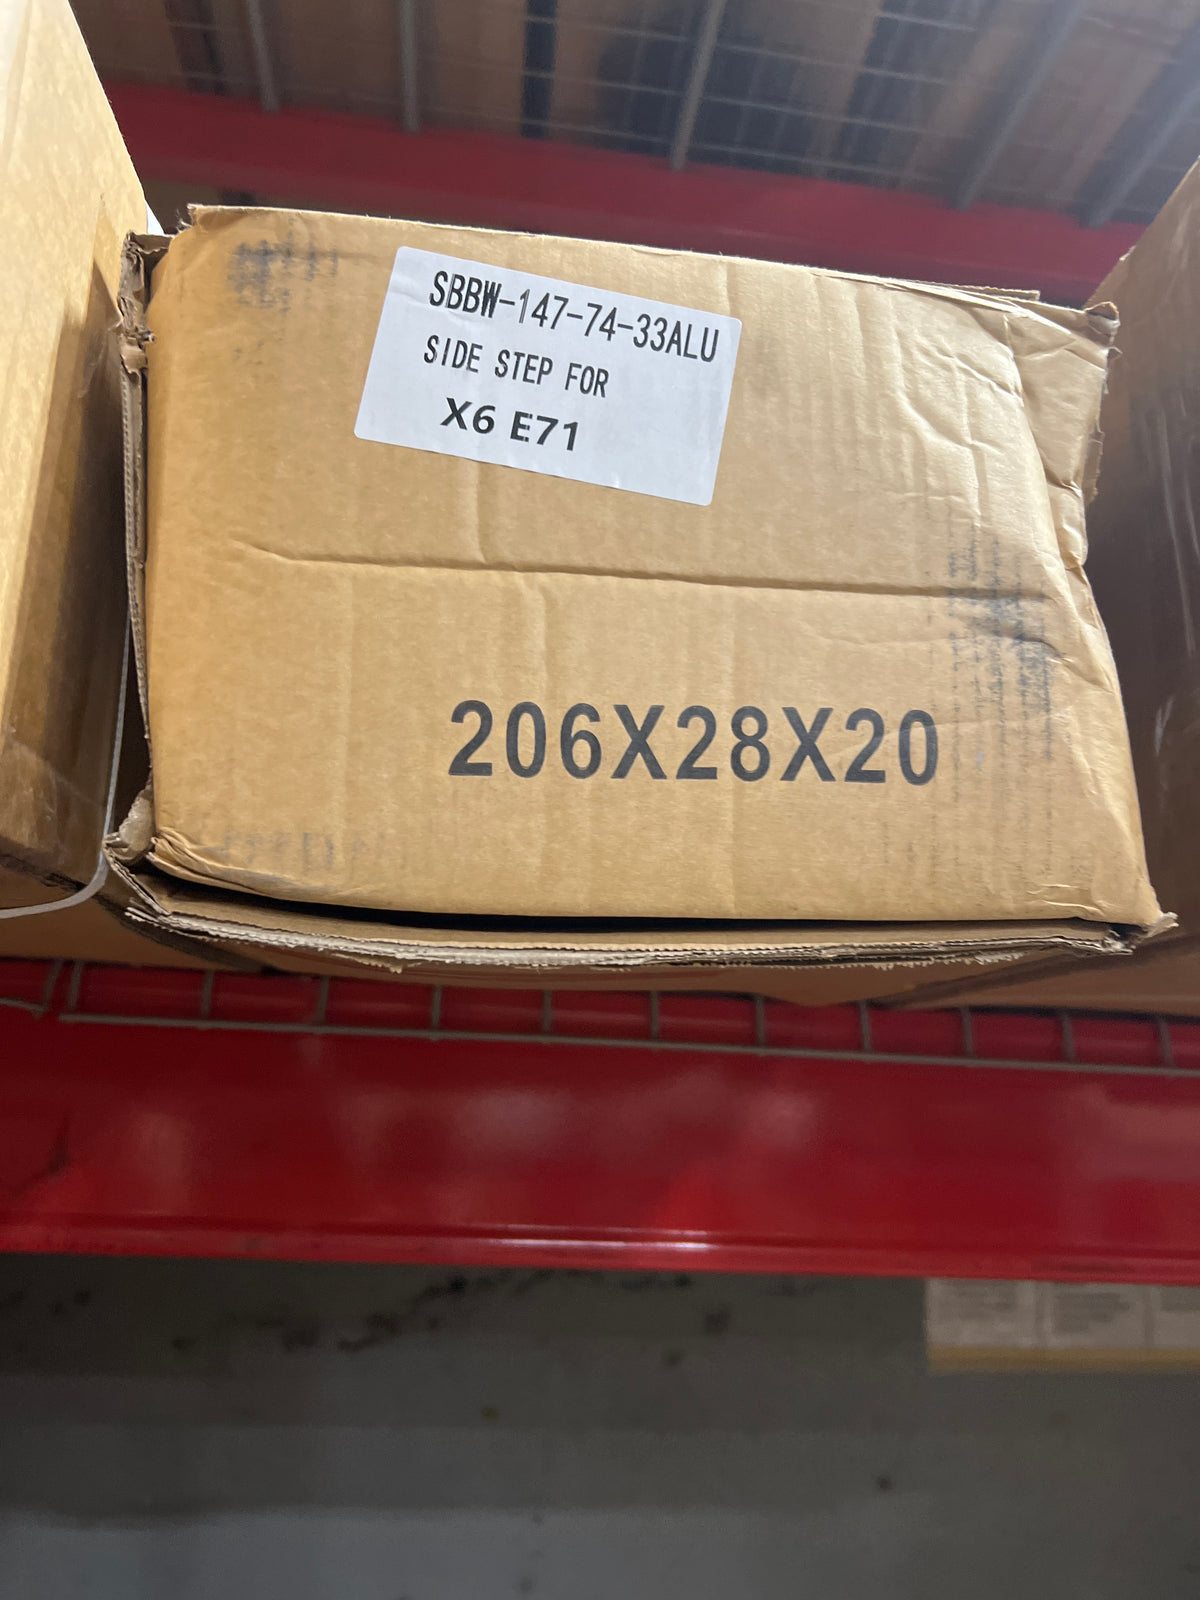 SBBW-147-74-33ALU
SIDE STEP FOR
X6 E71
206X28X20